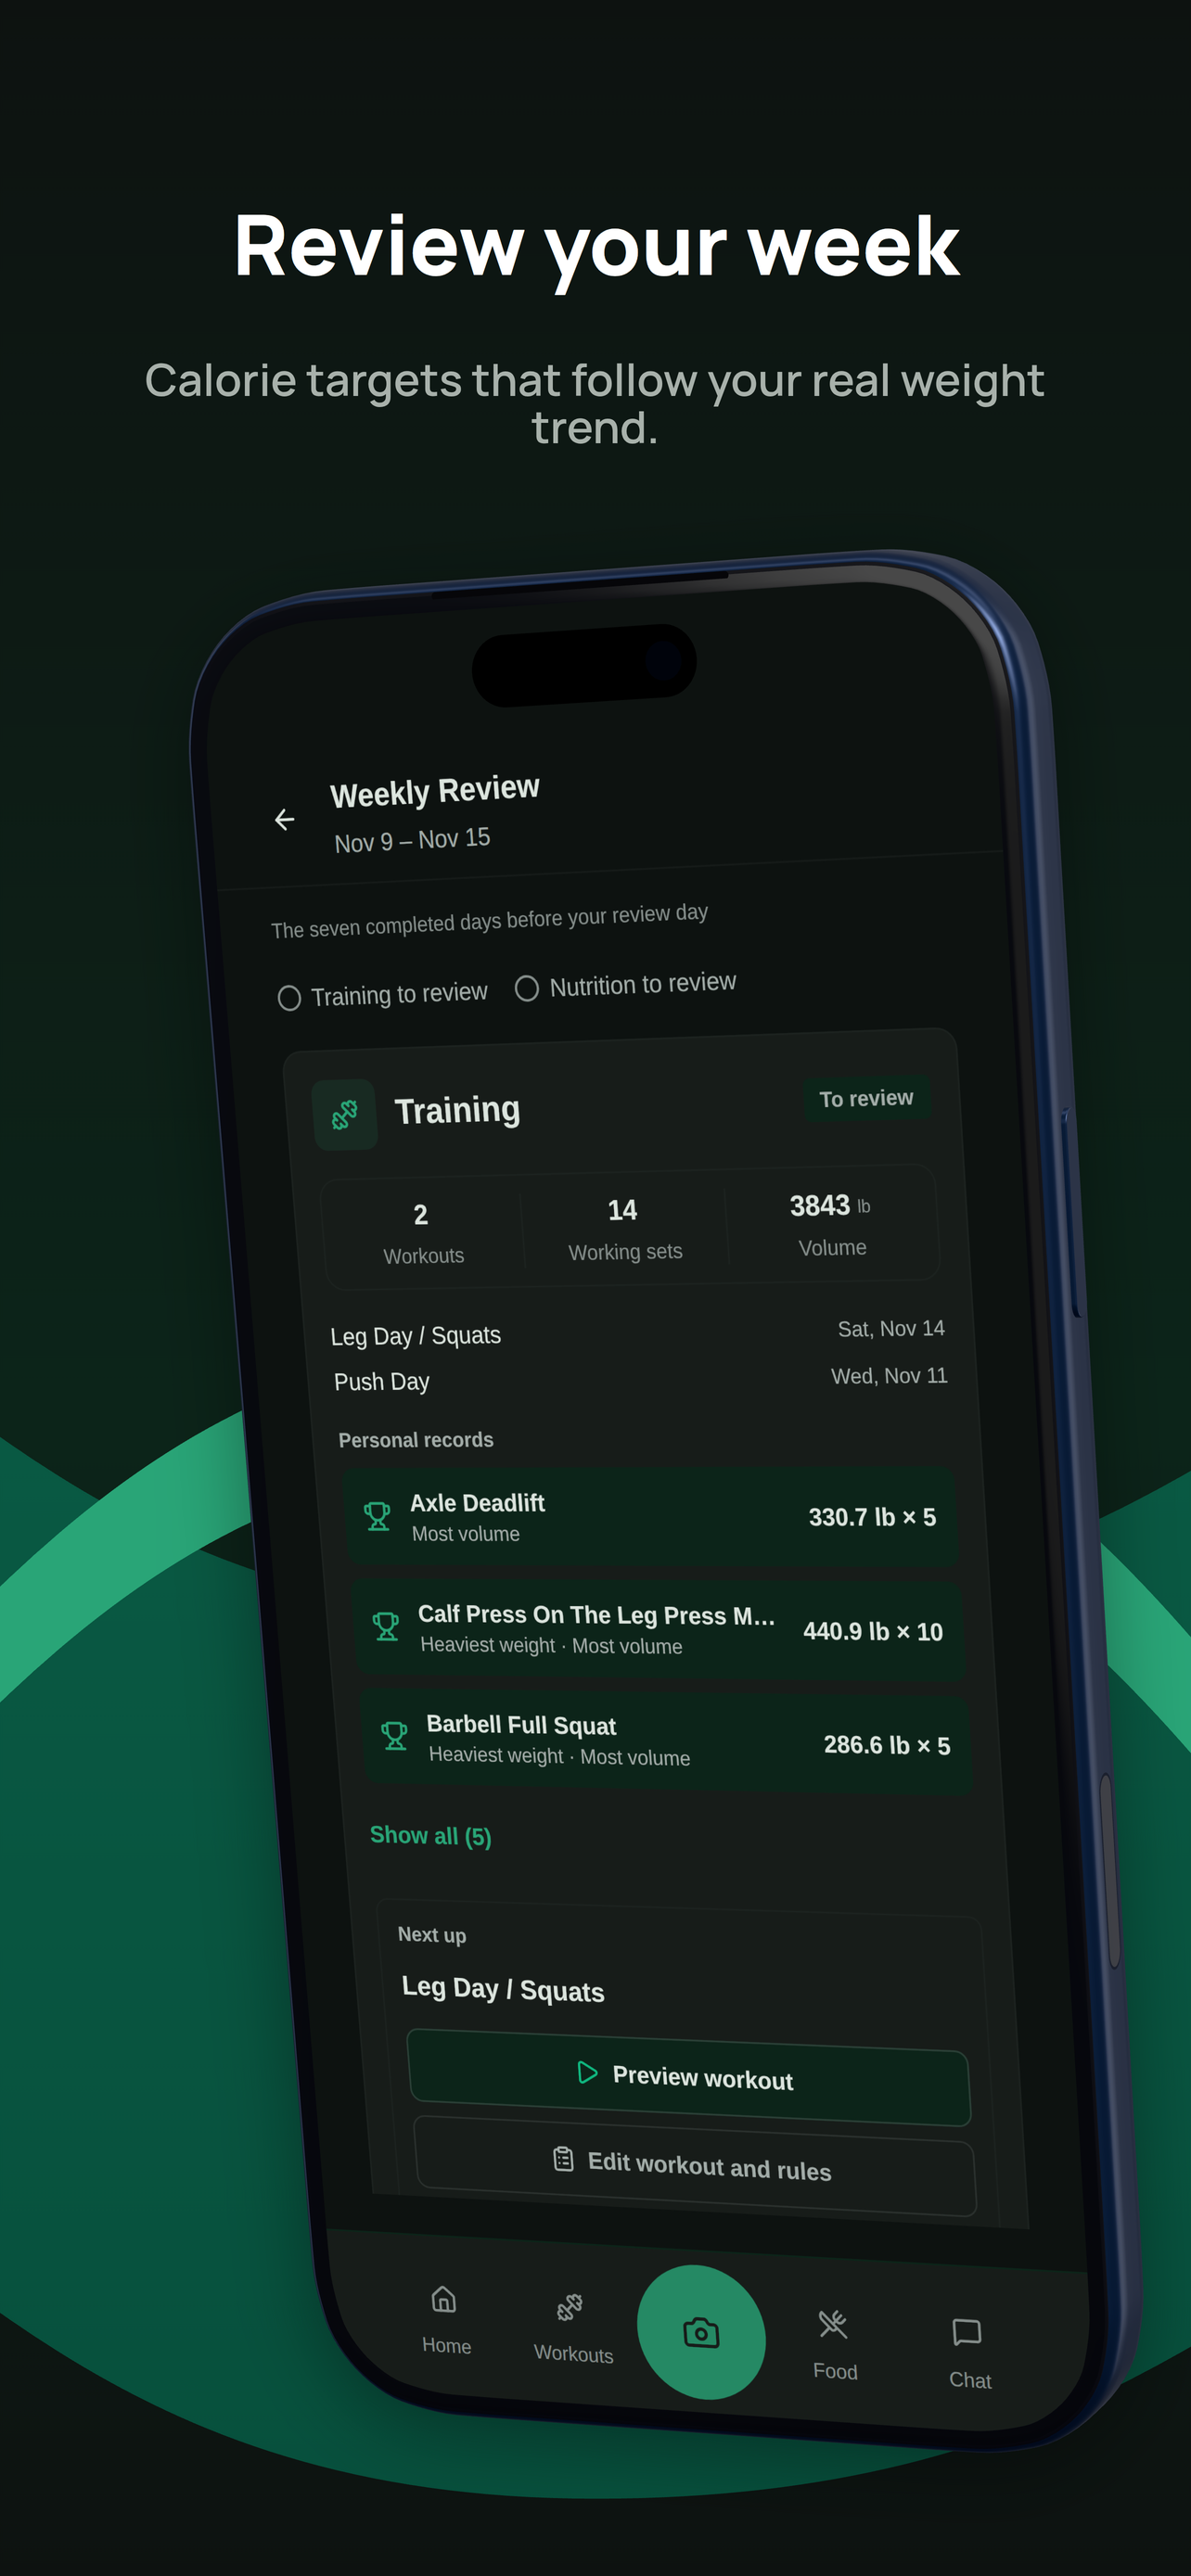 Review your week
Calorie targets that follow your real weight
trend.
Weekly Review
Nov 9 – Nov 15
The seven completed days before your review day
Training to review
Nutrition to review
Training
To review
2
14
3843 lb
Workouts
Working sets
Volume
Leg Day / Squats
Sat, Nov 14
Push Day
Wed, Nov 11
Personal records
Axle Deadlift
Most volume
330.7 lb × 5
Calf Press On The Leg Press M...
Heaviest weight · Most volume
440.9 lb × 10
Barbell Full Squat
Heaviest weight · Most volume
286.6 lb × 5
Show all (5)
Next up
Leg Day / Squats
Preview workout
Edit workout and rules
Home
Workouts
Food
Chat